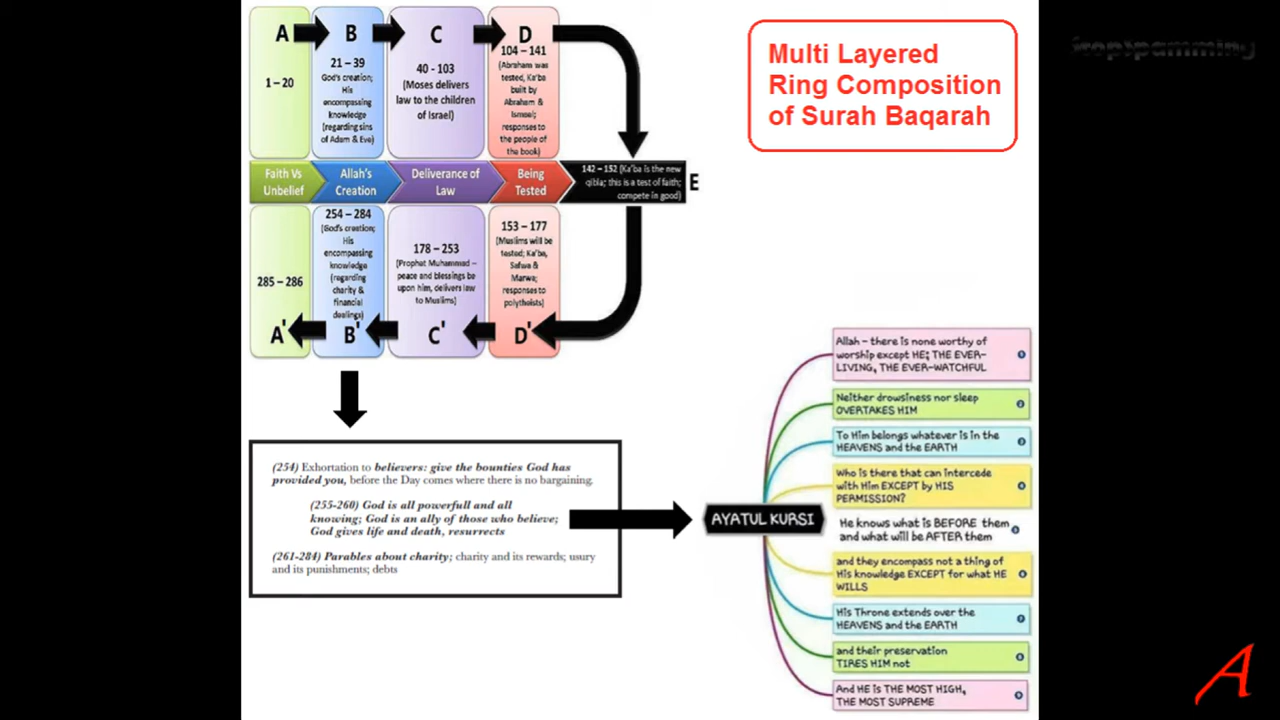 A
B
C
D
1 – 20
21 – 39
God's creation;
His
encompassing
knowledge
(regarding sins
of Adam & Eve)
40 - 103
(Moses delivers
law to the children
of Israel)
104 – 141
(Abraham was
tested, Ka'ba
built by
Abraham &
Ismael;
responses to
the people of
the book)
Multi Layered
Ring Composition
of Surah Baqarah
Faith Vs
Unbelief
Allah's
Creation
Deliverance of
Law
Being
Tested
142 – 152 (Ka'ba is the new
qibla; this is a test of faith;
compete in good)
E
285 – 286
A'
254 – 284
(God's creation;
His
encompassing
knowledge
(regarding
charity &
financial
dealings)
B'
178 – 253
(Prophet Muhammad –
peace and blessings be
upon him, delivers law
to Muslims)
C'
153 – 177
(Muslims will be
tested; Ka'ba,
Safwa &
Marwa;
responses to
polytheists)
D'
(254) Exhortation to believers: give the bounties God has
provided you, before the Day comes where there is no bargaining.
(255-260) God is all powerfull and all
knowing; God is an ally of those who believe;
God gives life and death, resurrects
(261-284) Parables about charity; charity and its rewards; usury
and its punishments; debts
AYATUL KURSI
Allah – there is none worthy of
worship except HE; THE EVER-
LIVING, THE EVER-WATCHFUL
Neither drowsiness nor sleep
OVERTAKES HIM
To Him belongs whatever is in the
HEAVENS and the EARTH
Who is there that can intercede
with Him EXCEPT by HIS
PERMISSION?
He knows what is BEFORE them
and what will be AFTER them
and they encompass not a thing of
His knowledge EXCEPT for what HE
WILLS
His Throne extends over the
HEAVENS and the EARTH
and their preservation
TIRES HIM not
And HE is THE MOST HIGH,
THE MOST SUPREME
A